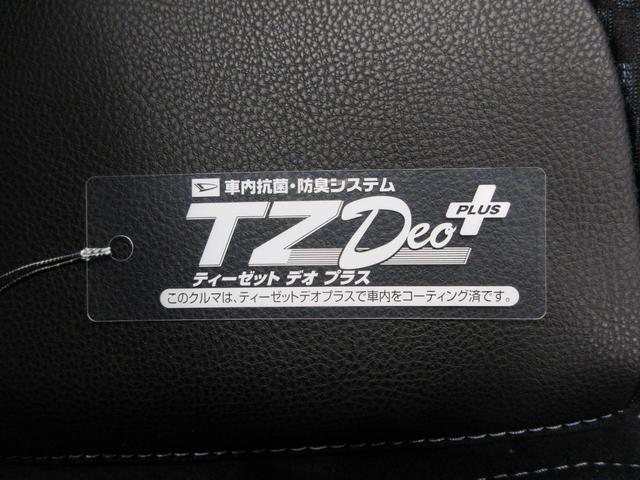 車内抗菌・防臭システム
TZ Deo PLUS
ティーゼット デオ プラス
このクルマは、ティーゼットデオプラスで車内をコーティング済です。